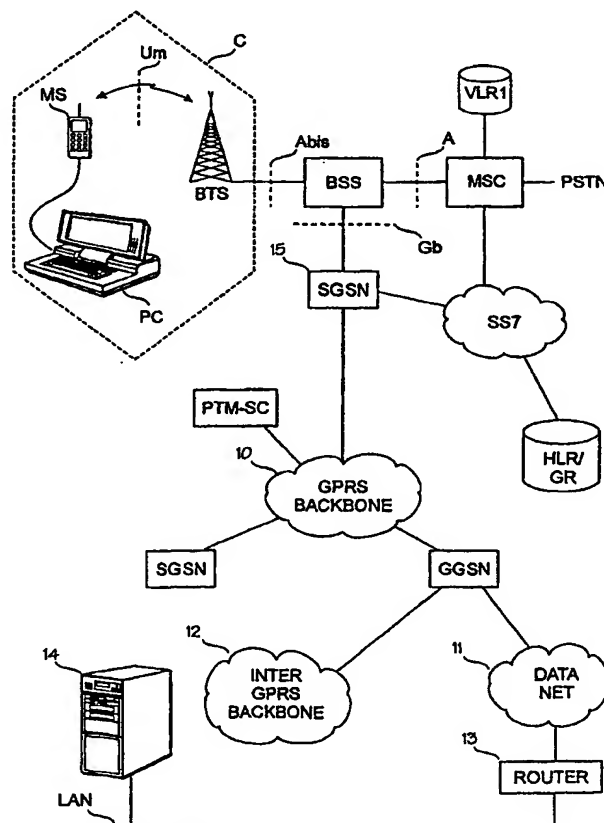 C
Um
MS
VLR1
Abis
A
BTS
BSS
MSC
PSTN
Gb
15
SGSN
PC
SS7
PTM-SC
10
GPRS
BACKBONE
HLR/
GR
SGSN
GGSN
12
INTER
GPRS
BACKBONE
11
DATA
NET
14
13
ROUTER
LAN